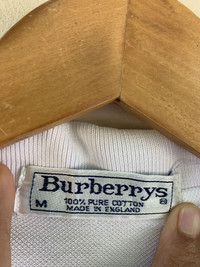 Burberrys
M 100% PURE COTTON ®
MADE IN ENGLAND